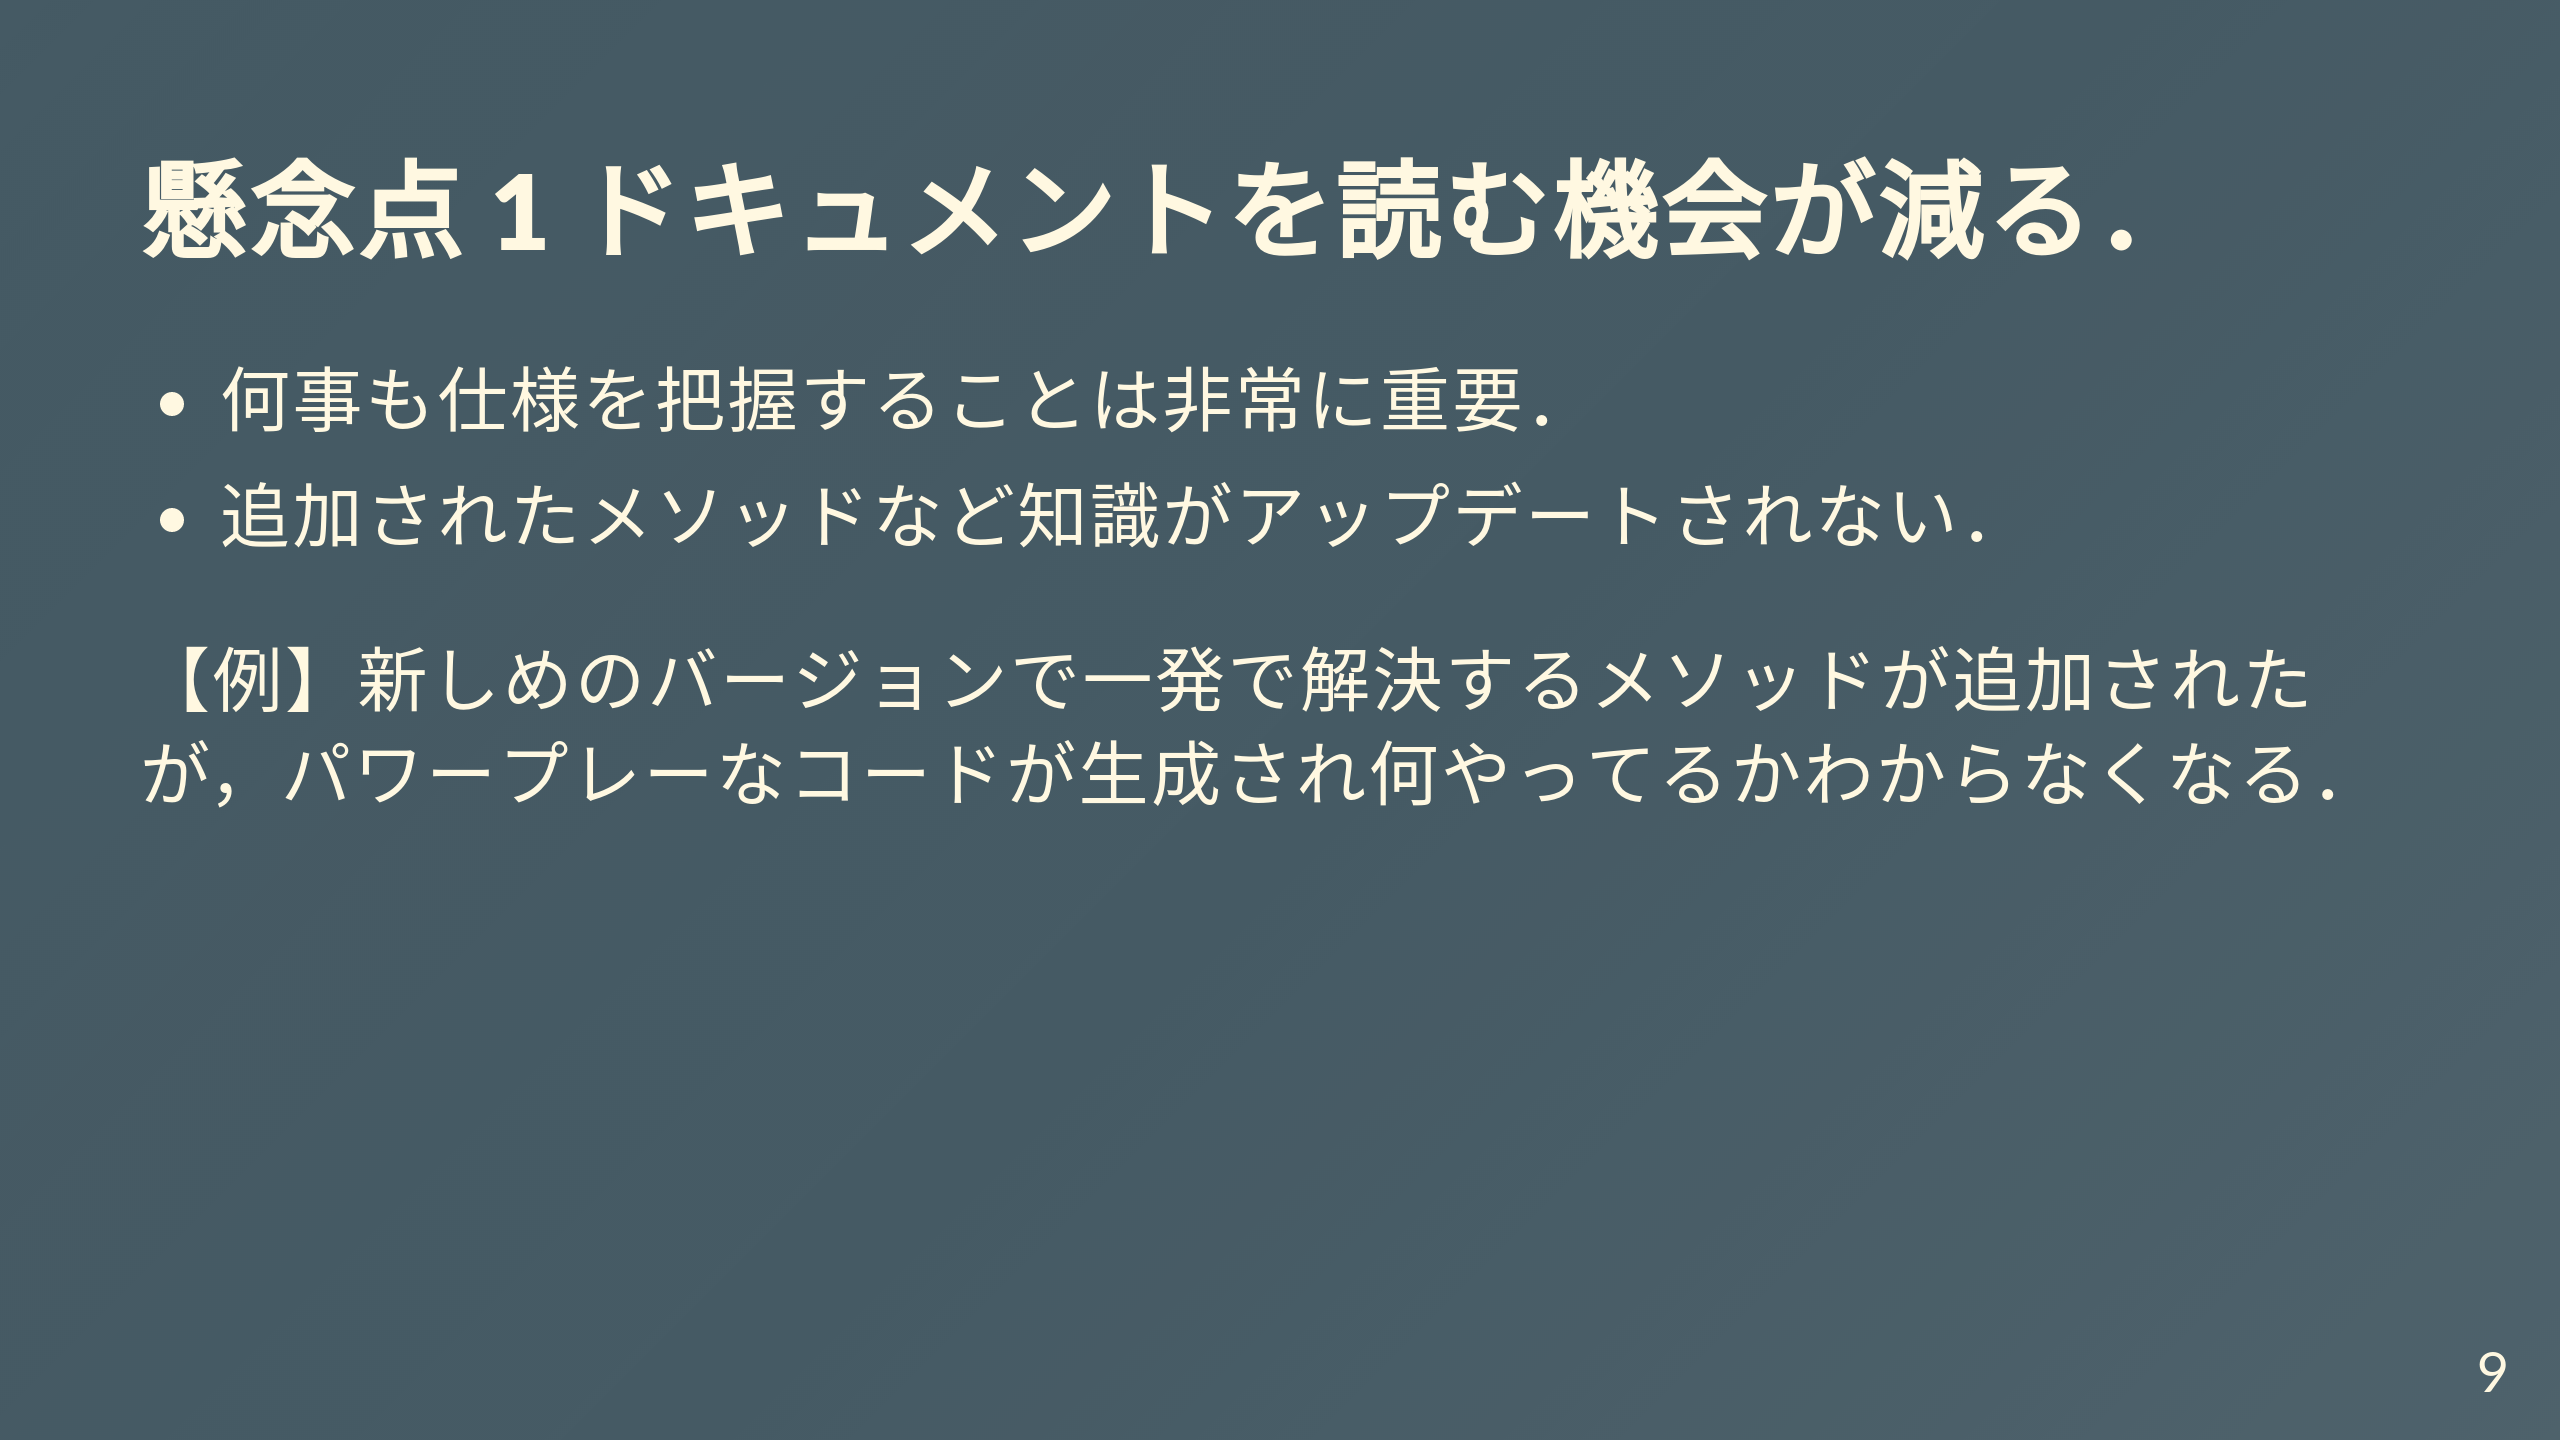 懸念点 1 ドキュメントを読む機会が減る．
• 何事も仕様を把握することは非常に重要．
• 追加されたメソッドなど知識がアップデートされない．
【例】新しめのバージョンで一発で解決するメソッドが追加された
が，パワープレーなコードが生成され何やってるかわからなくなる．
9